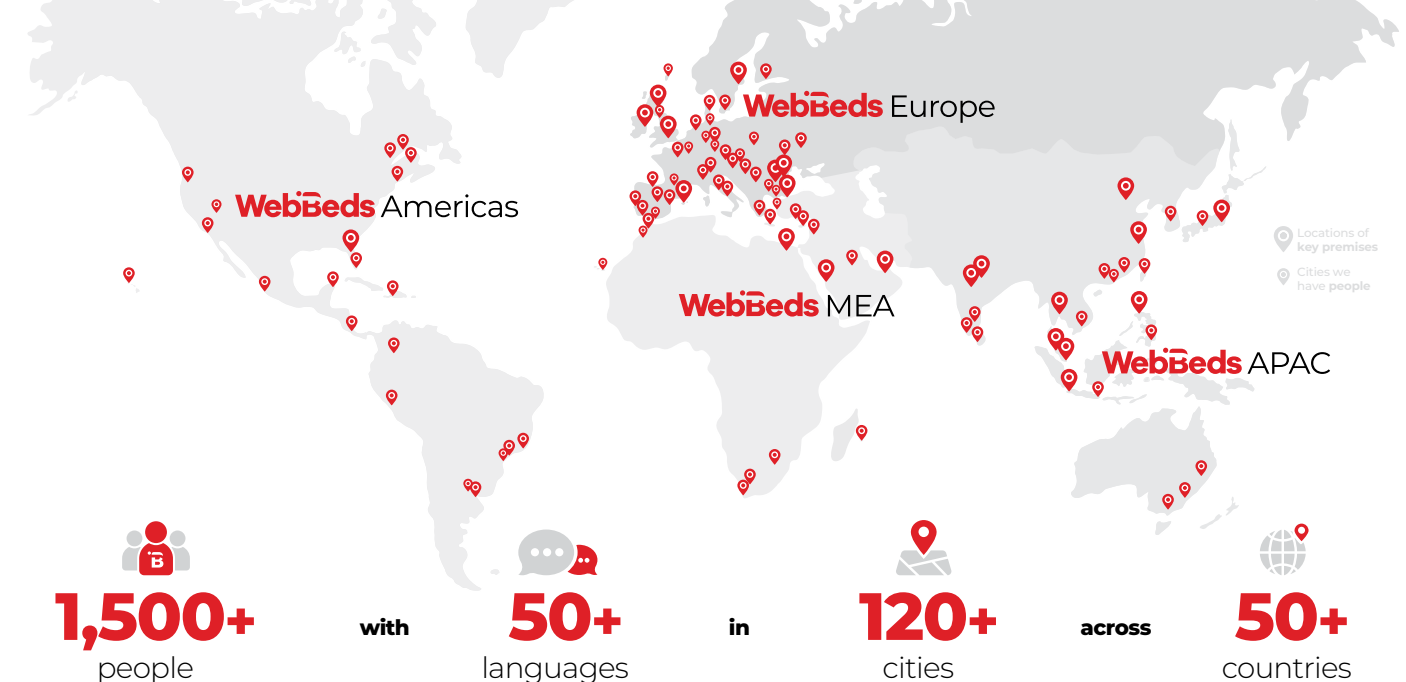 WebBeds Europe
WebBeds Americas
Locations of
key premises
Cities we
have people
WebBeds MEA
WebBeds APAC
B
1,500+ with 50+ in 120+ across 50+
people languages cities countries